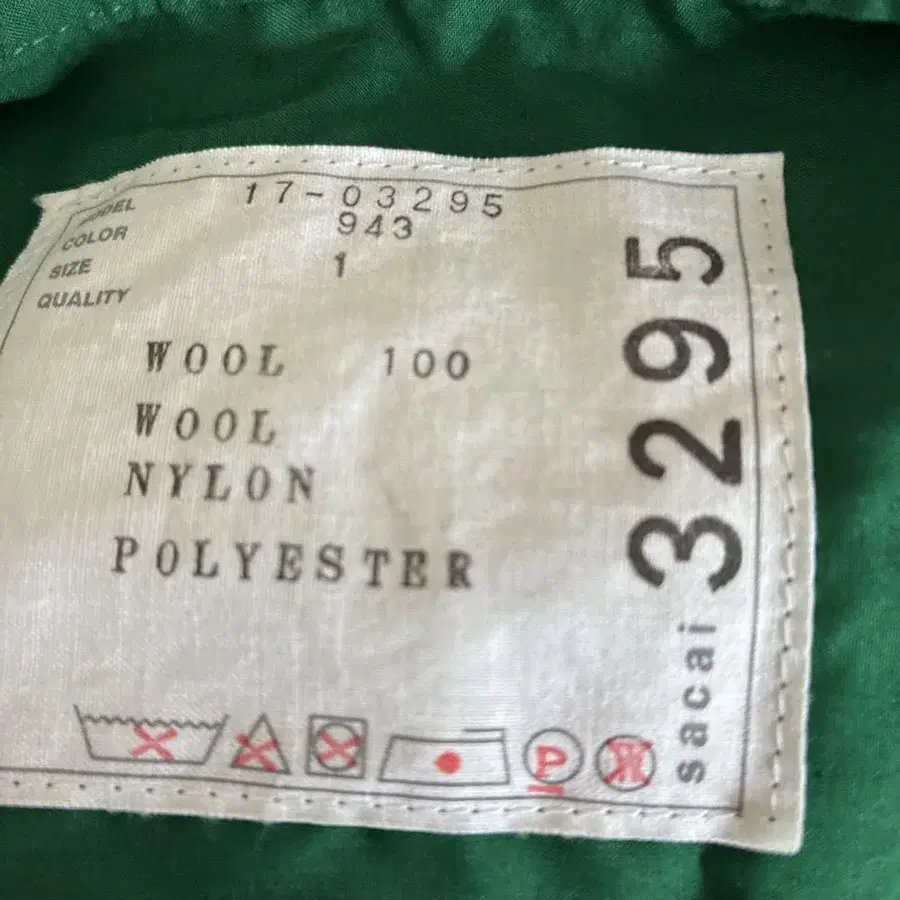 MODEL 17-03295
COLOR 943
SIZE 1
QUALITY
WOOL 100
WOOL
NYLON
POLYESTER
P
sacai 3295